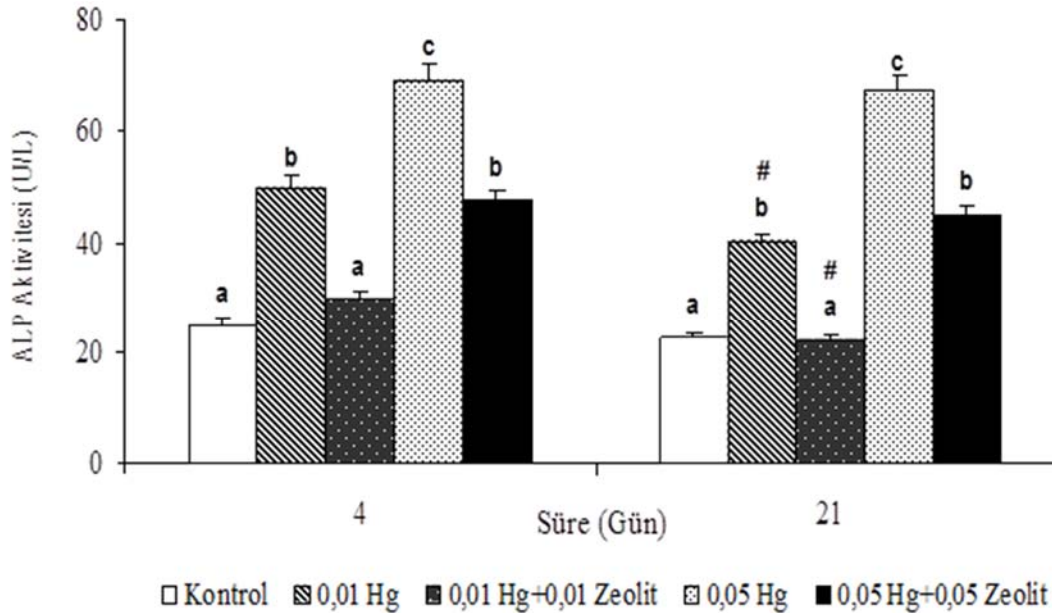 ALP Aktivitesi (U/L)
80
60
40
20
0
a
b
a
c
b
a
#
b
#
a
c
b
4
21
Süre (Gün)
Kontrol 0,01 Hg 0,01 Hg+0,01 Zeolit 0,05 Hg 0,05 Hg+0,05 Zeolit